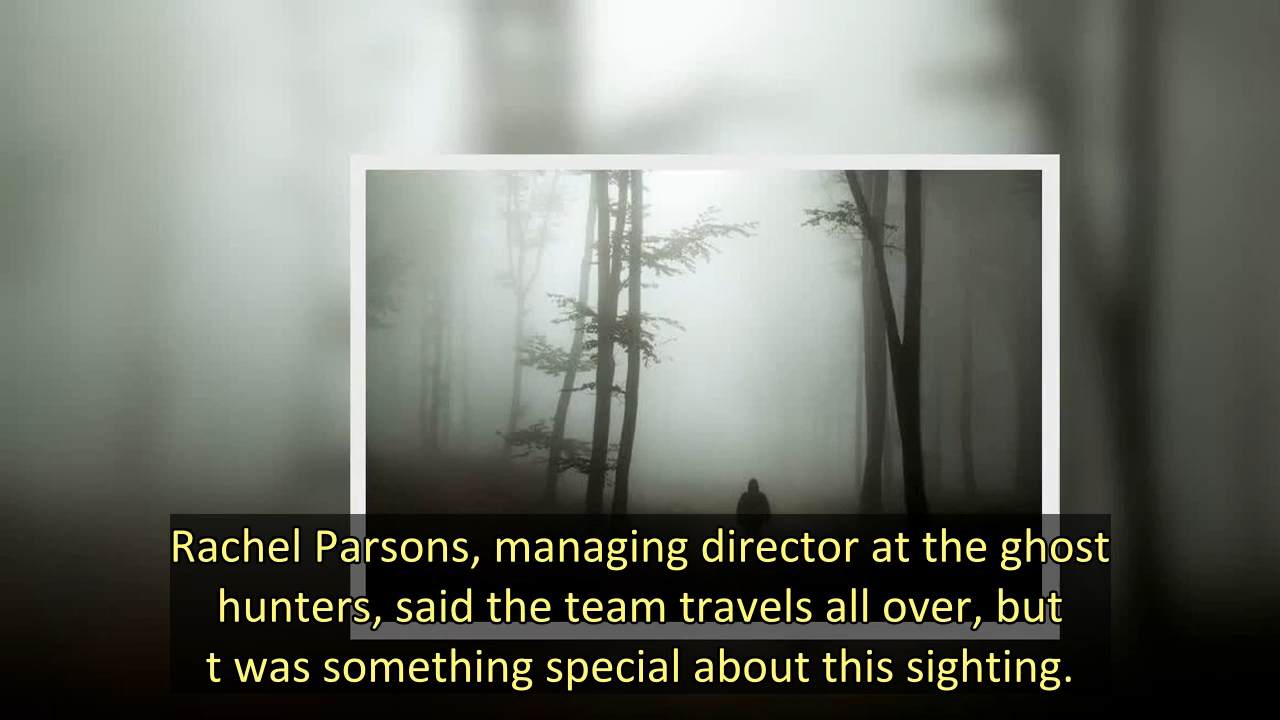 Rachel Parsons, managing director at the ghost
hunters, said the team travels all over, but
t was something special about this sighting.